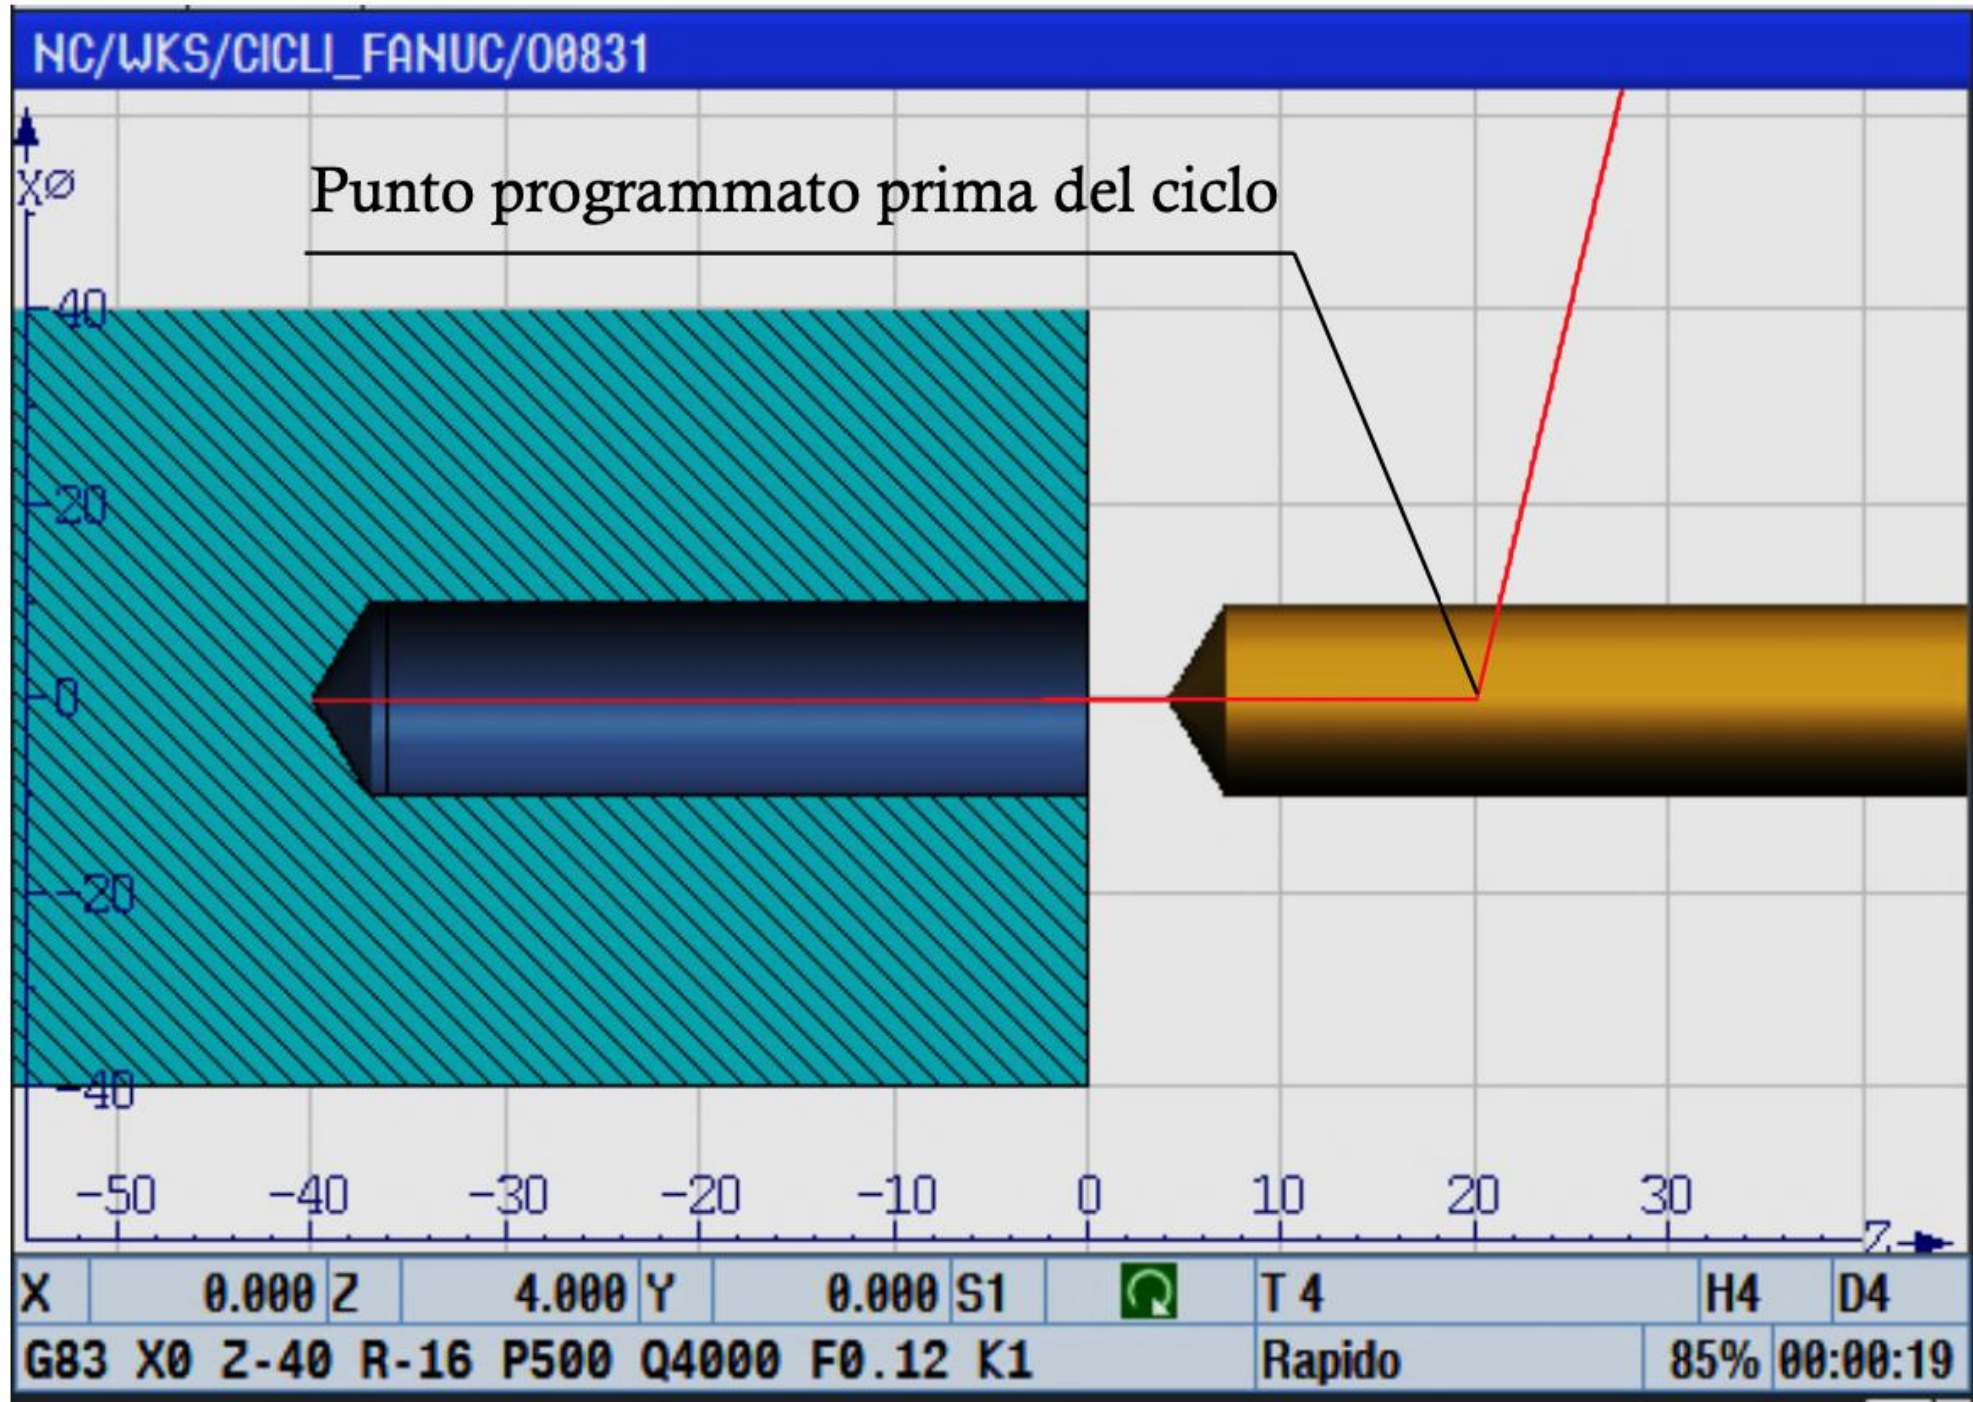 NC/WKS/CICLI_FANUC/O0831
XØ
Punto programmato prima del ciclo
40
20
0
-20
-40
-50 -40 -30 -20 -10 0 10 20 30
Z
X 0.000 Z 4.000 Y 0.000 S1 T 4 H4 D4
G83 X0 Z-40 R-16 P500 Q4000 F0.12 K1 Rapido 85% 00:00:19